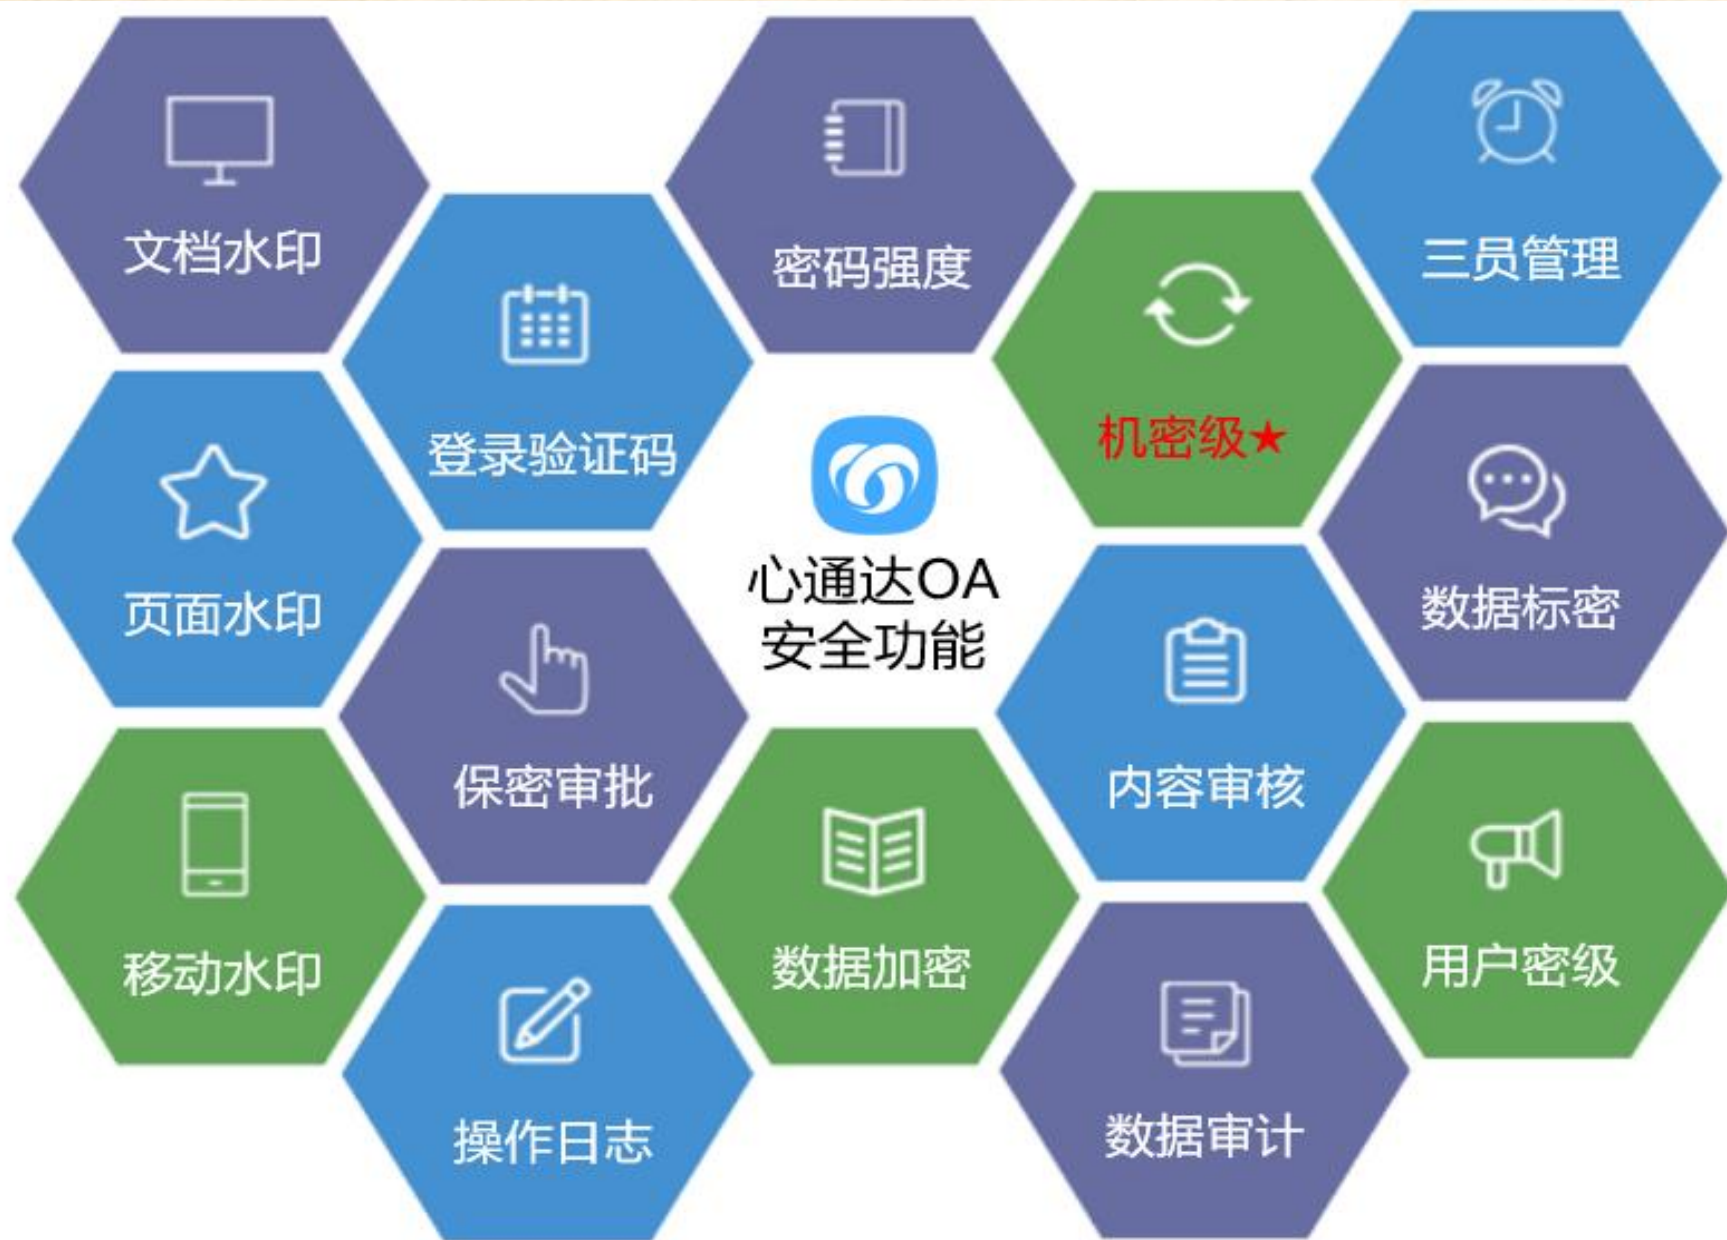 文档水印
密码强度
三员管理
登录验证码
机密级★
页面水印
心通达OA
安全功能
数据标密
保密审批
内容审核
移动水印
数据加密
用户密级
操作日志
数据审计